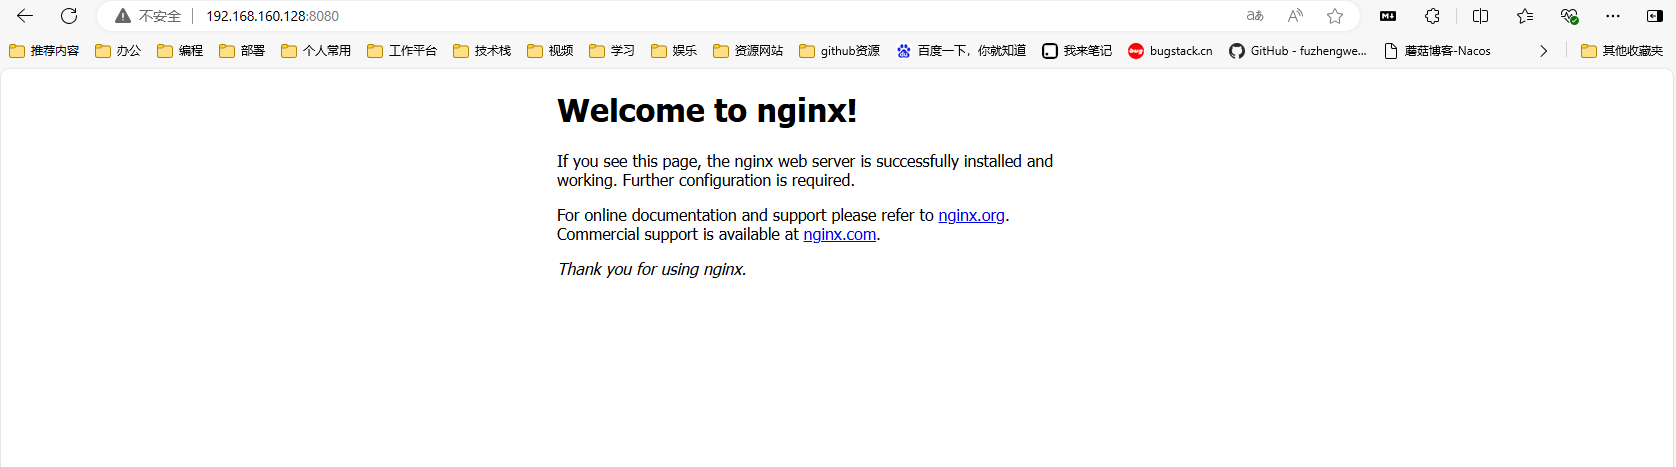 不安全 192.168.160.128:8080 aあ A
推荐内容 办公 编程 部署 个人常用 工作平台 技术栈 视频 学习 娱乐 资源网站 github资源 百度一下，你就知道 我来笔记 bug bugstack.cn GitHub - fuzhengwe... 蘑菇博客-Nacos 其他收藏夹
Welcome to nginx!
If you see this page, the nginx web server is successfully installed and
working. Further configuration is required.
For online documentation and support please refer to nginx.org.
Commercial support is available at nginx.com.
Thank you for using nginx.